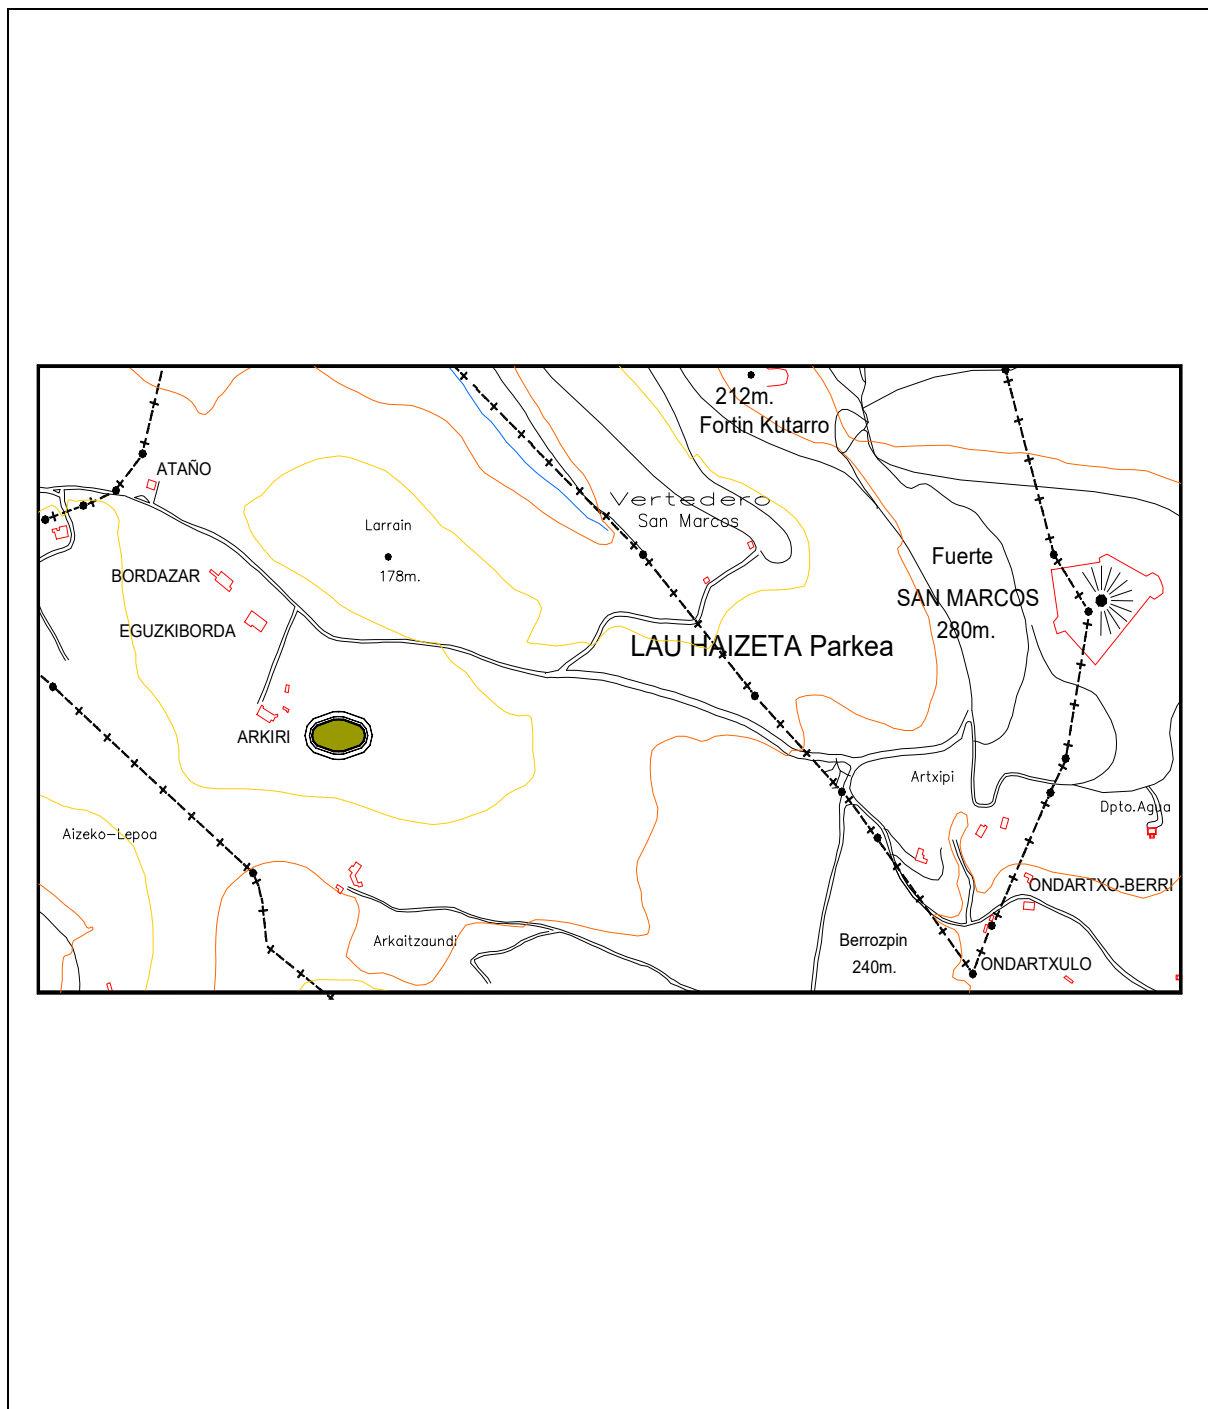 212m.
Fortin Kutarro
ATAÑO
Vertedero
San Marcos
Larrain
178m.
Fuerte
SAN MARCOS
280m.
BORDAZAR
EGUZKIBORDA
LAU HAIZETA Parkea
ARKIRI
Artxipi
Dpto.Agua
Aizeko-Lepoa
ONDARTXO-BERRI
Arkaitzaundi
Berrozpin
240m.
ONDARTXULO